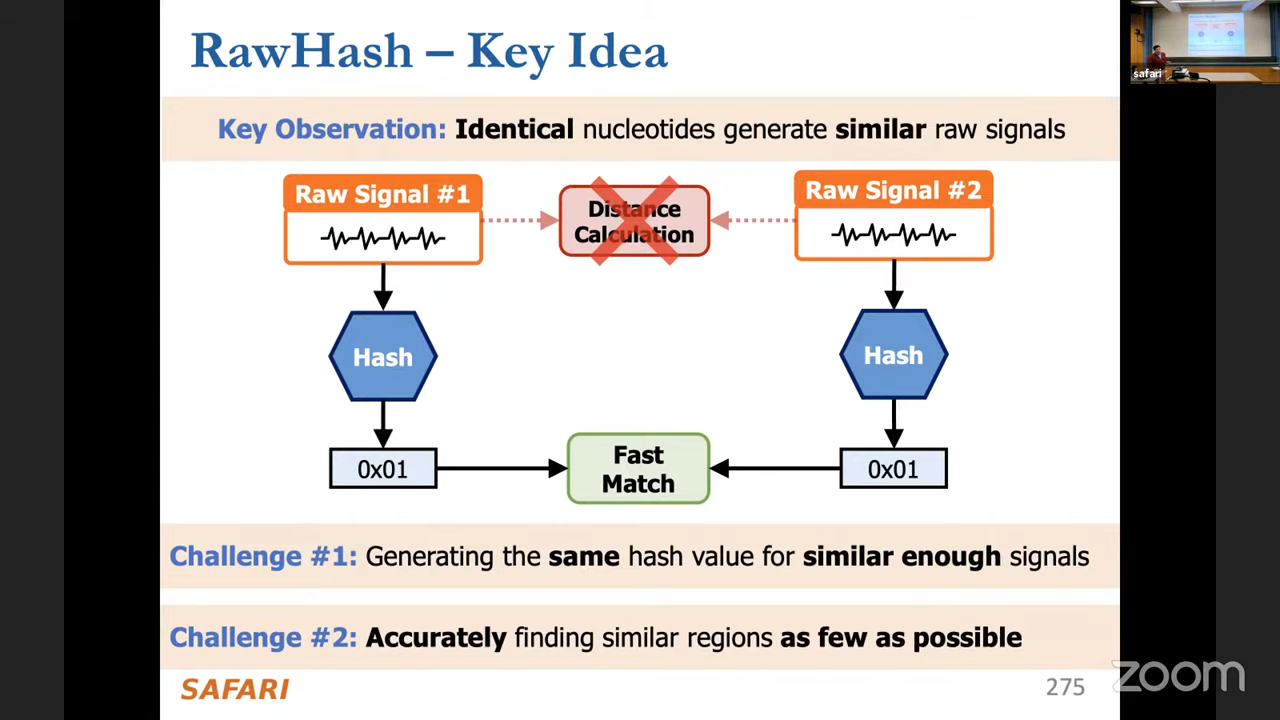 RawHash – Key Idea
safari
Key Observation: Identical nucleotides generate similar raw signals
Raw Signal #1
Distance
Calculation
Raw Signal #2
Hash
Hash
0x01
Fast
Match
0x01
Challenge #1: Generating the same hash value for similar enough signals
Challenge #2: Accurately finding similar regions as few as possible
SAFARI
275
zoom